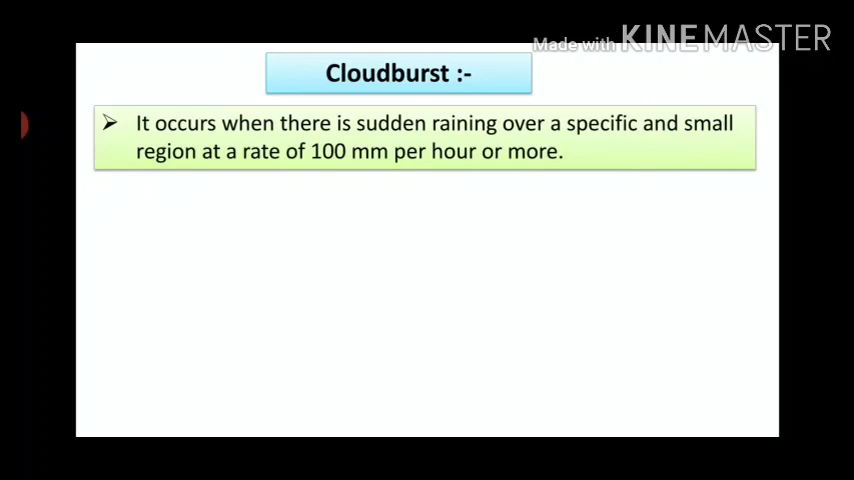 Made with KINEMASTER
Cloudburst :-
➢ It occurs when there is sudden raining over a specific and small
region at a rate of 100 mm per hour or more.